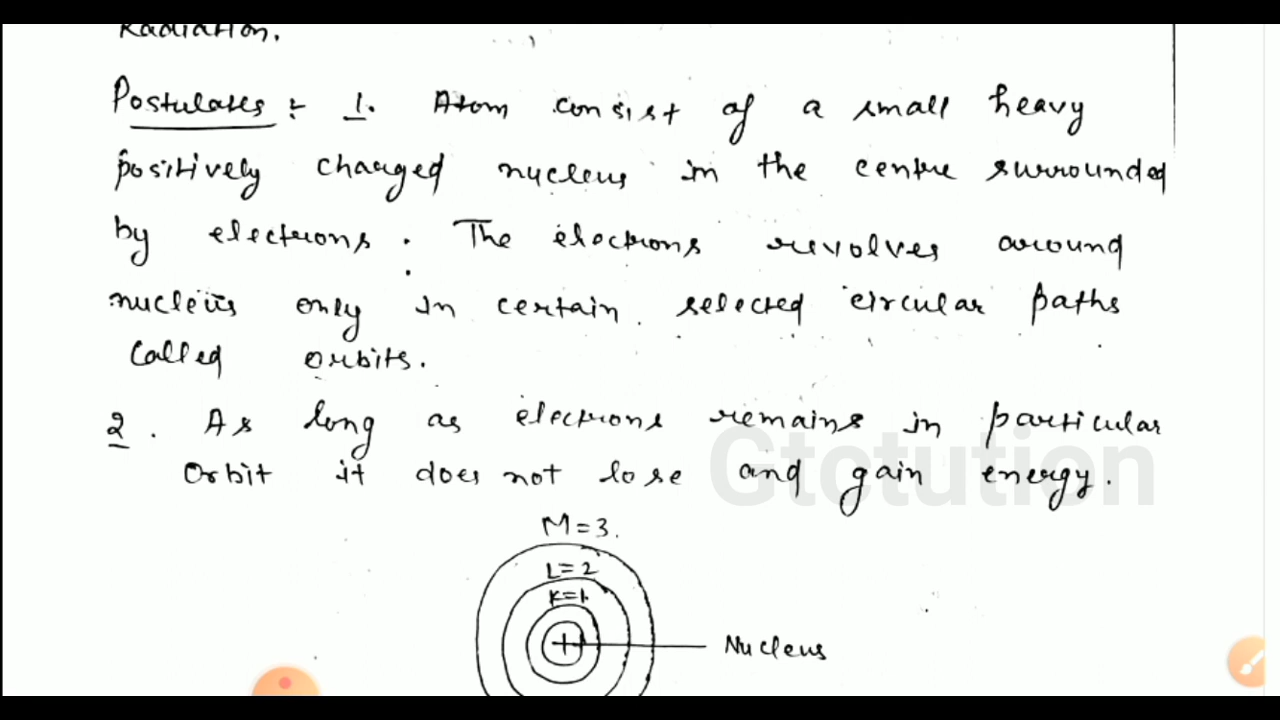 Radiation.
Postulates :- 1. Atom consist of a small heavy
positively charged nucleus in the centre surrounded
by electrons. The electrons revolves around
nucleus only in certain selected circular paths
called orbits.
2. As long as electrons remains in particular
orbit it does not lose and gain energy.
Gtctution
M=3.
L=2
K=1.
+
Nucleus